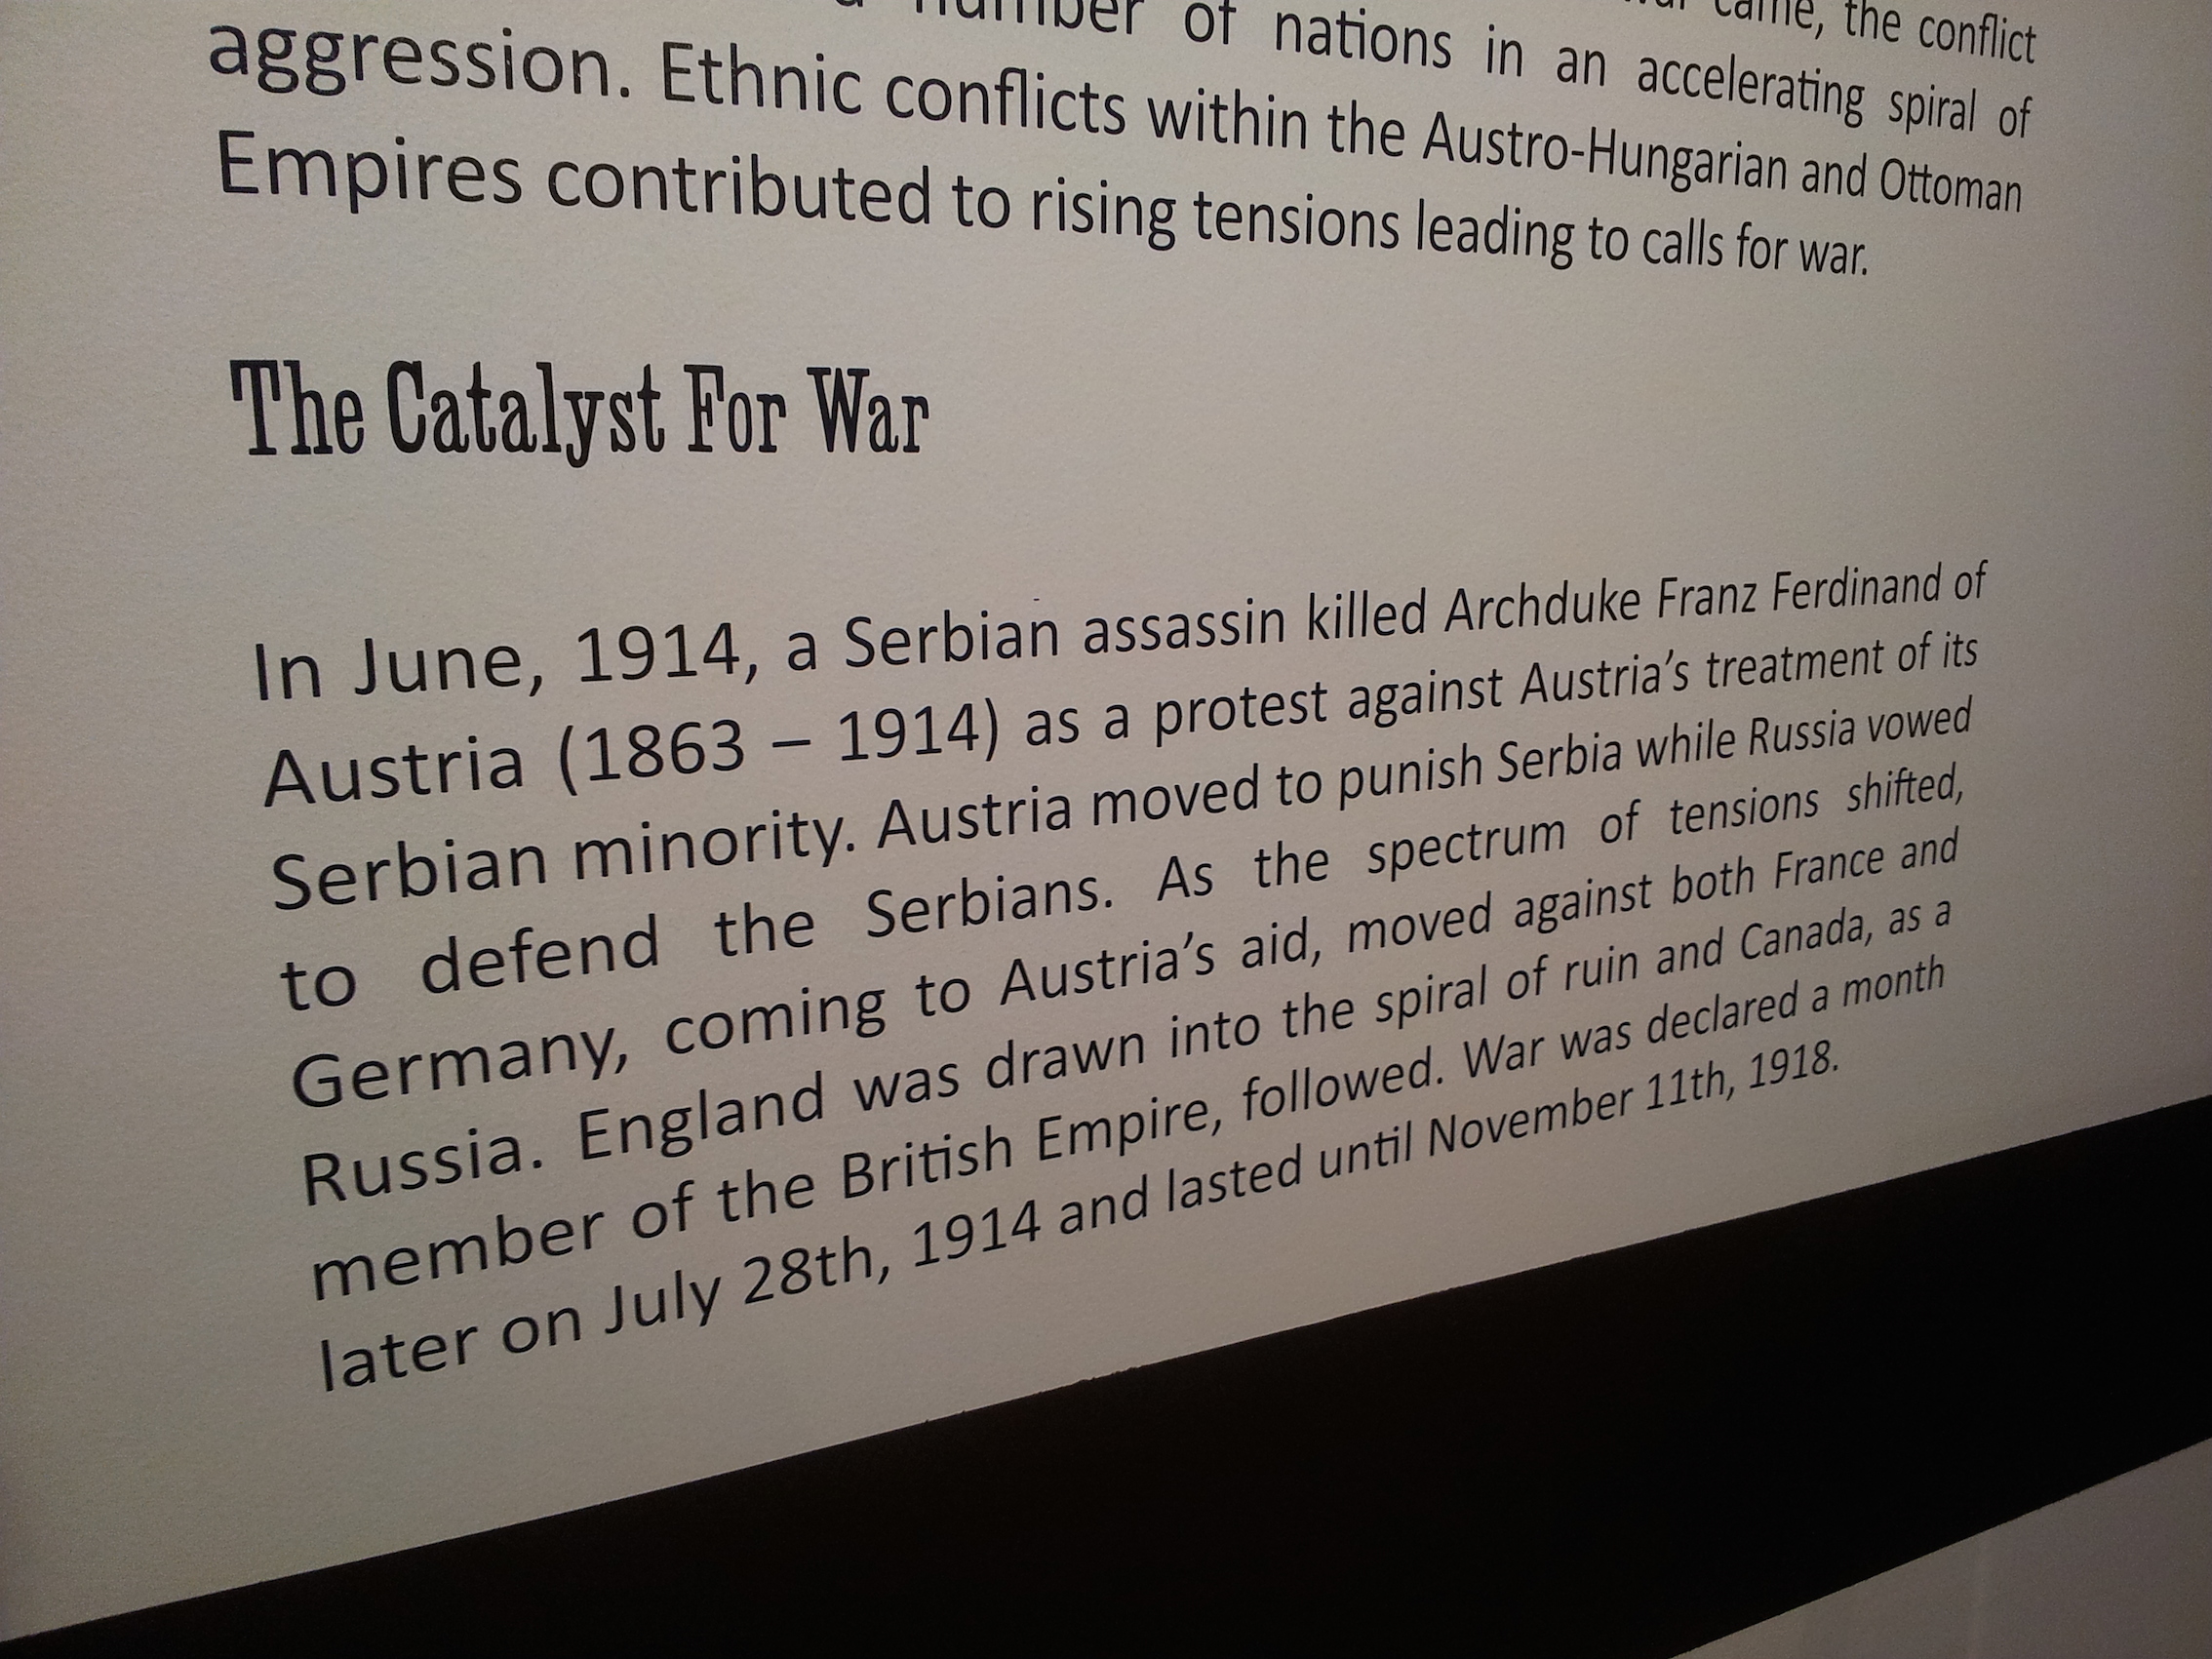 number of nations in an accelerating spiral of
came, the conflict
aggression. Ethnic conflicts within the Austro-Hungarian and Ottoman
Empires contributed to rising tensions leading to calls for war.
The Catalyst For War
In June, 1914, a Serbian assassin killed Archduke Franz Ferdinand of
Austria (1863 – 1914) as a protest against Austria's treatment of its
Serbian minority. Austria moved to punish Serbia while Russia vowed
to defend the Serbians. As the spectrum of tensions shifted,
Germany, coming to Austria's aid, moved against both France and
Russia. England was drawn into the spiral of ruin and Canada, as a
member of the British Empire, followed. War was declared a month
later on July 28th, 1914 and lasted until November 11th, 1918.